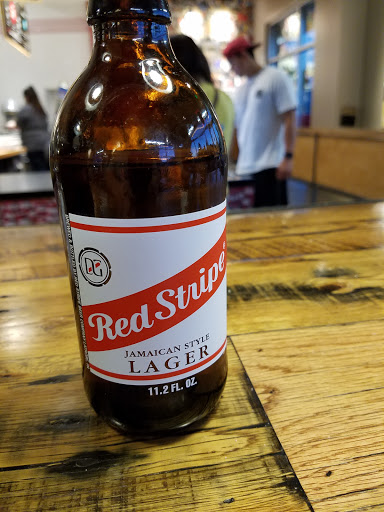 DG
Red Stripe
JAMAICAN STYLE
LAGER
11.2 FL. OZ.